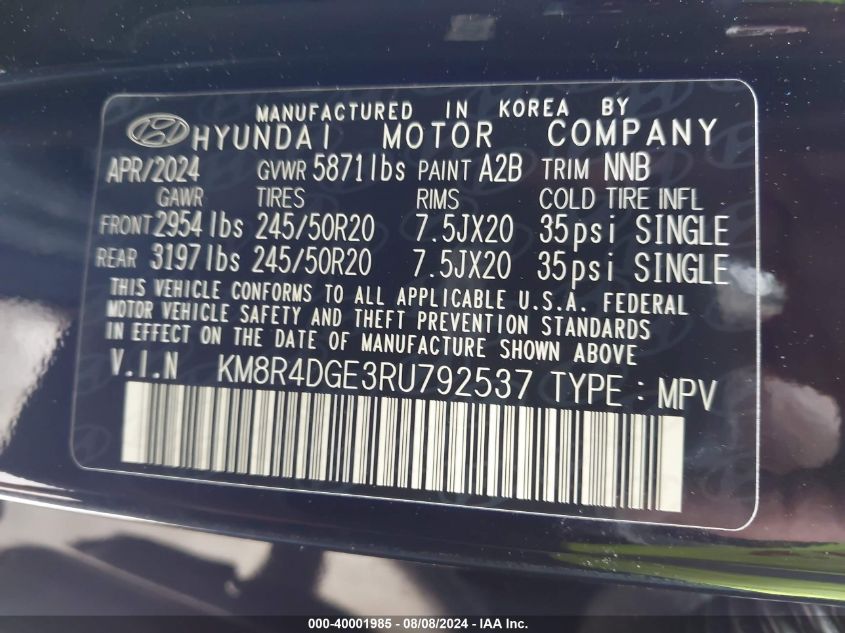 MANUFACTURED IN KOREA BY
HYUNDAI MOTOR COMPANY
APR/2024 GVWR 5871lbs PAINT A2B TRIM NNB
GAWR TIRES RIMS COLD TIRE INFL
FRONT 2954lbs 245/50R20 7.5JX20 35psi SINGLE
REAR 3197lbs 245/50R20 7.5JX20 35psi SINGLE
THIS VEHICLE CONFORMS TO ALL APPLICABLE U.S.A. FEDERAL
MOTOR VEHICLE SAFETY AND THEFT PREVENTION STANDARDS
IN EFFECT ON THE DATE OF MANUFACTURE SHOWN ABOVE.
V.I.N KM8R4DGE3RU792537 TYPE : MPV
000-40001985 - 08/08/2024 - IAA Inc.